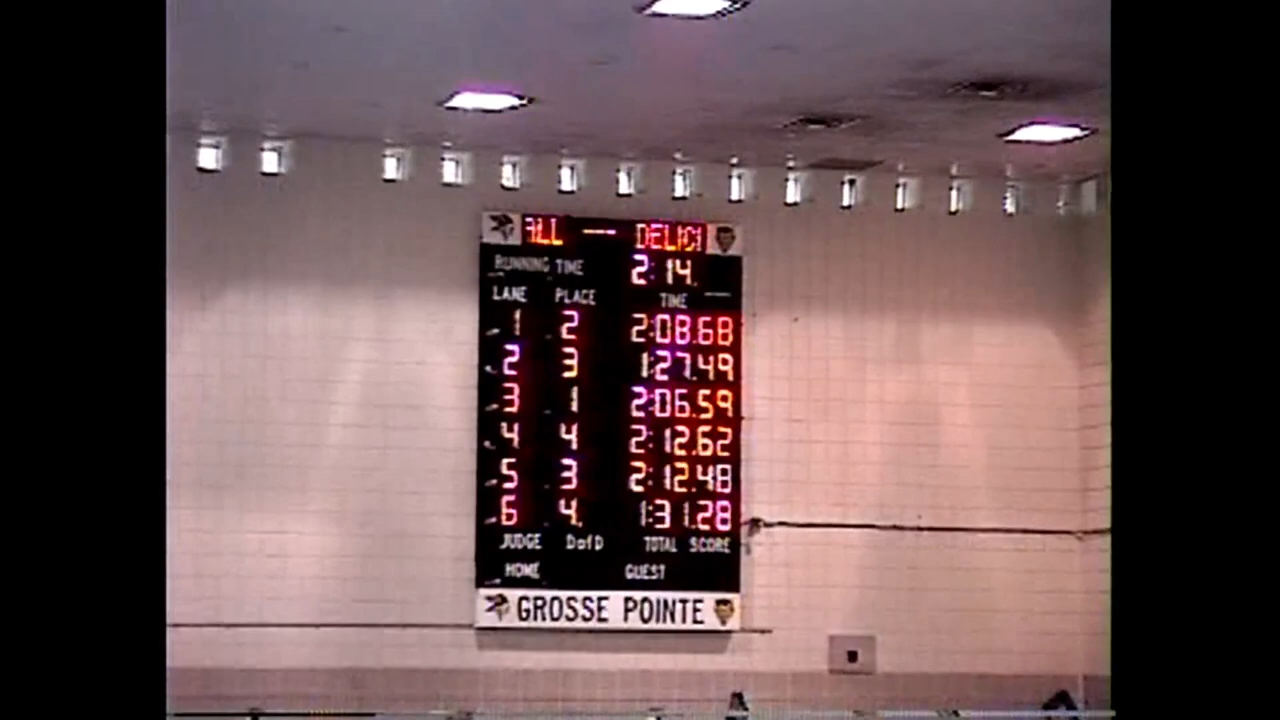 ALL --- DELICI
RUNNING TIME 2:14.
LANE PLACE TIME
1 2 2:08.68
2 3 1:27.49
3 1 2:06.59
4 4 2:12.62
5 3 2:12.48
6 4. 1:31.28
JUDGE DofD TOTAL SCORE
HOME GUEST
GROSSE POINTE